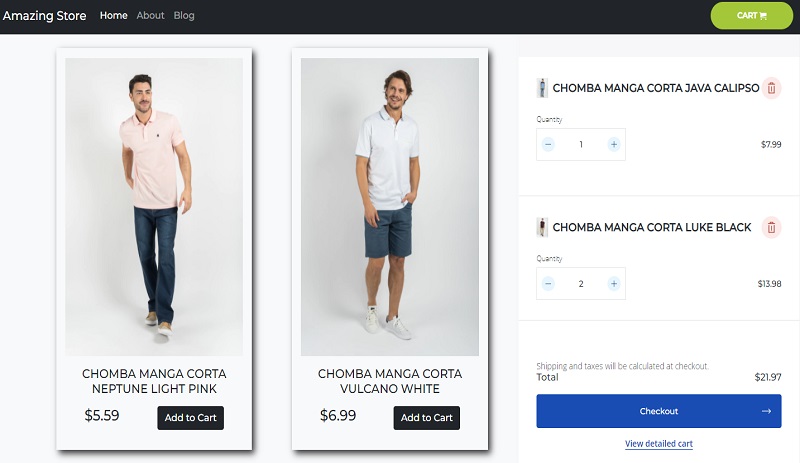 Amazing Store Home About Blog CART
CHOMBA MANGA CORTA
NEPTUNE LIGHT PINK
$5.59 Add to Cart
CHOMBA MANGA CORTA
VULCANO WHITE
$6.99 Add to Cart
CHOMBA MANGA CORTA JAVA CALIPSO
Quantity
− 1 + $7.99
CHOMBA MANGA CORTA LUKE BLACK
Quantity
− 2 + $13.98
Shipping and taxes will be calculated at checkout.
Total $21.97
Checkout →
View detailed cart